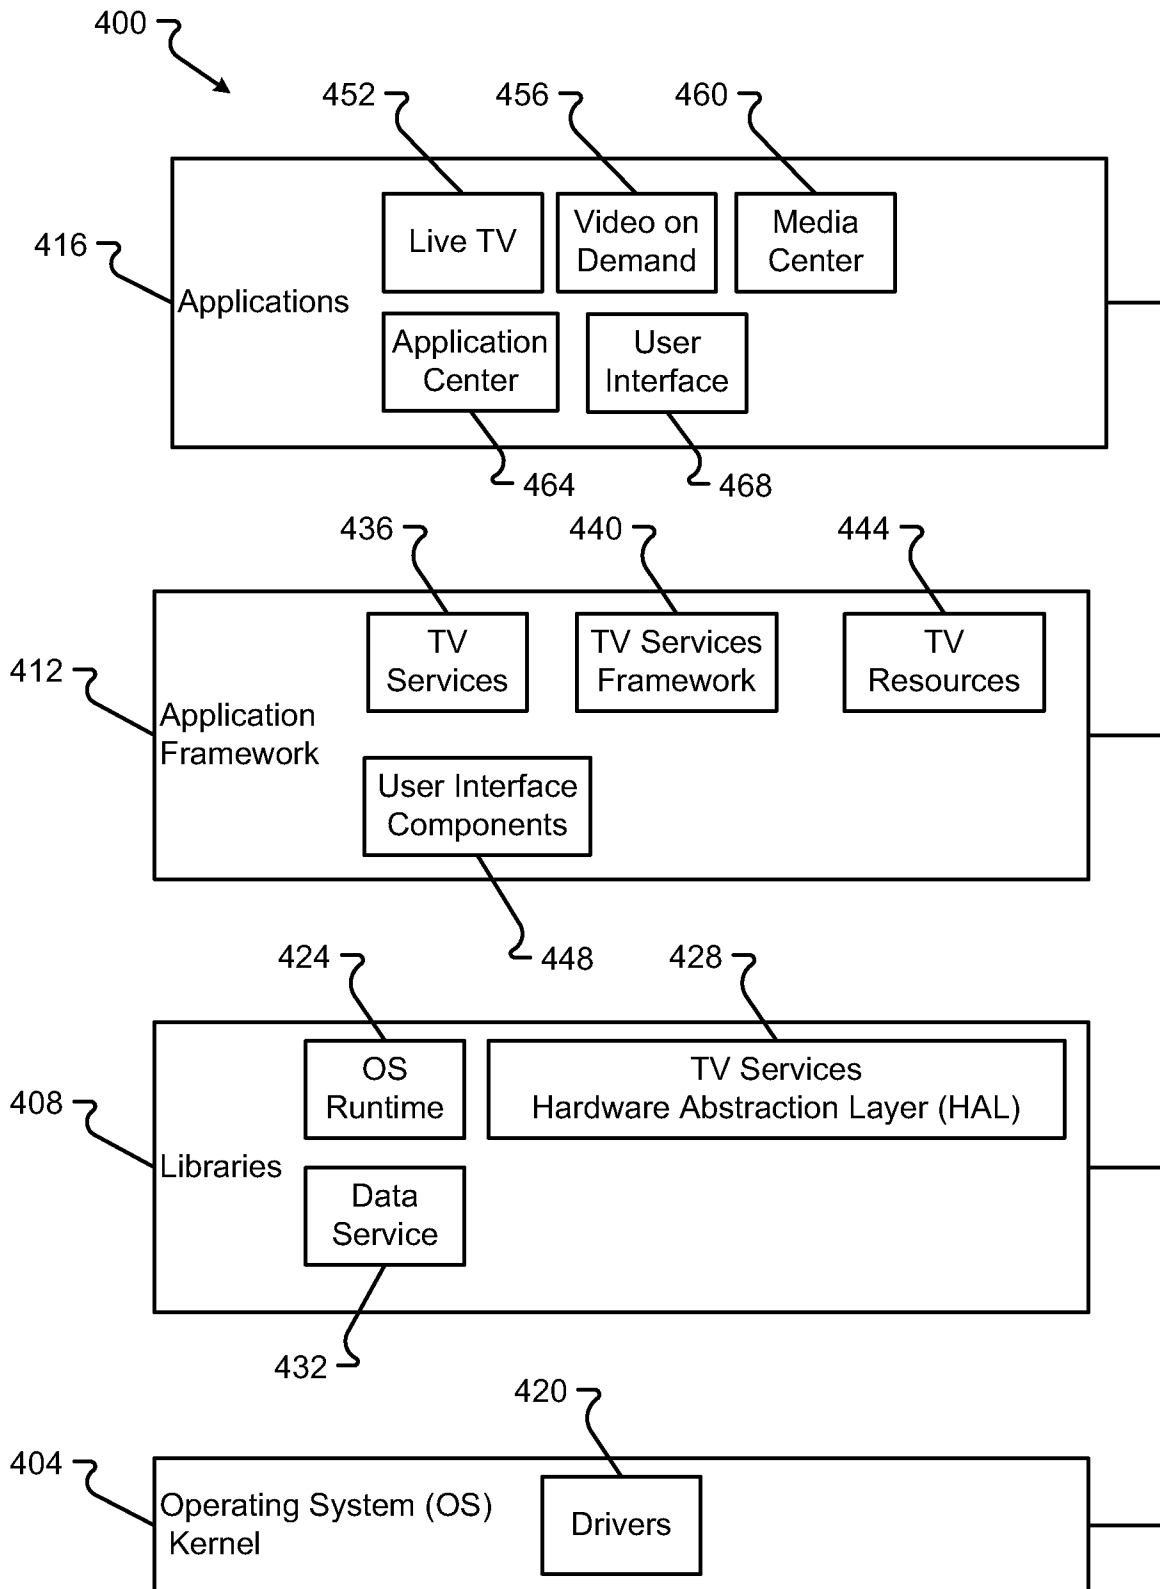 400
452
456
460
416
Applications
Live TV
Video on
Demand
Media
Center
Application
Center
User
Interface
464
468
436
440
444
412
Application
Framework
TV
Services
TV Services
Framework
TV
Resources
User Interface
Components
448
424
428
408
Libraries
OS
Runtime
TV Services
Hardware Abstraction Layer (HAL)
Data
Service
432
420
404
Operating System (OS)
Kernel
Drivers